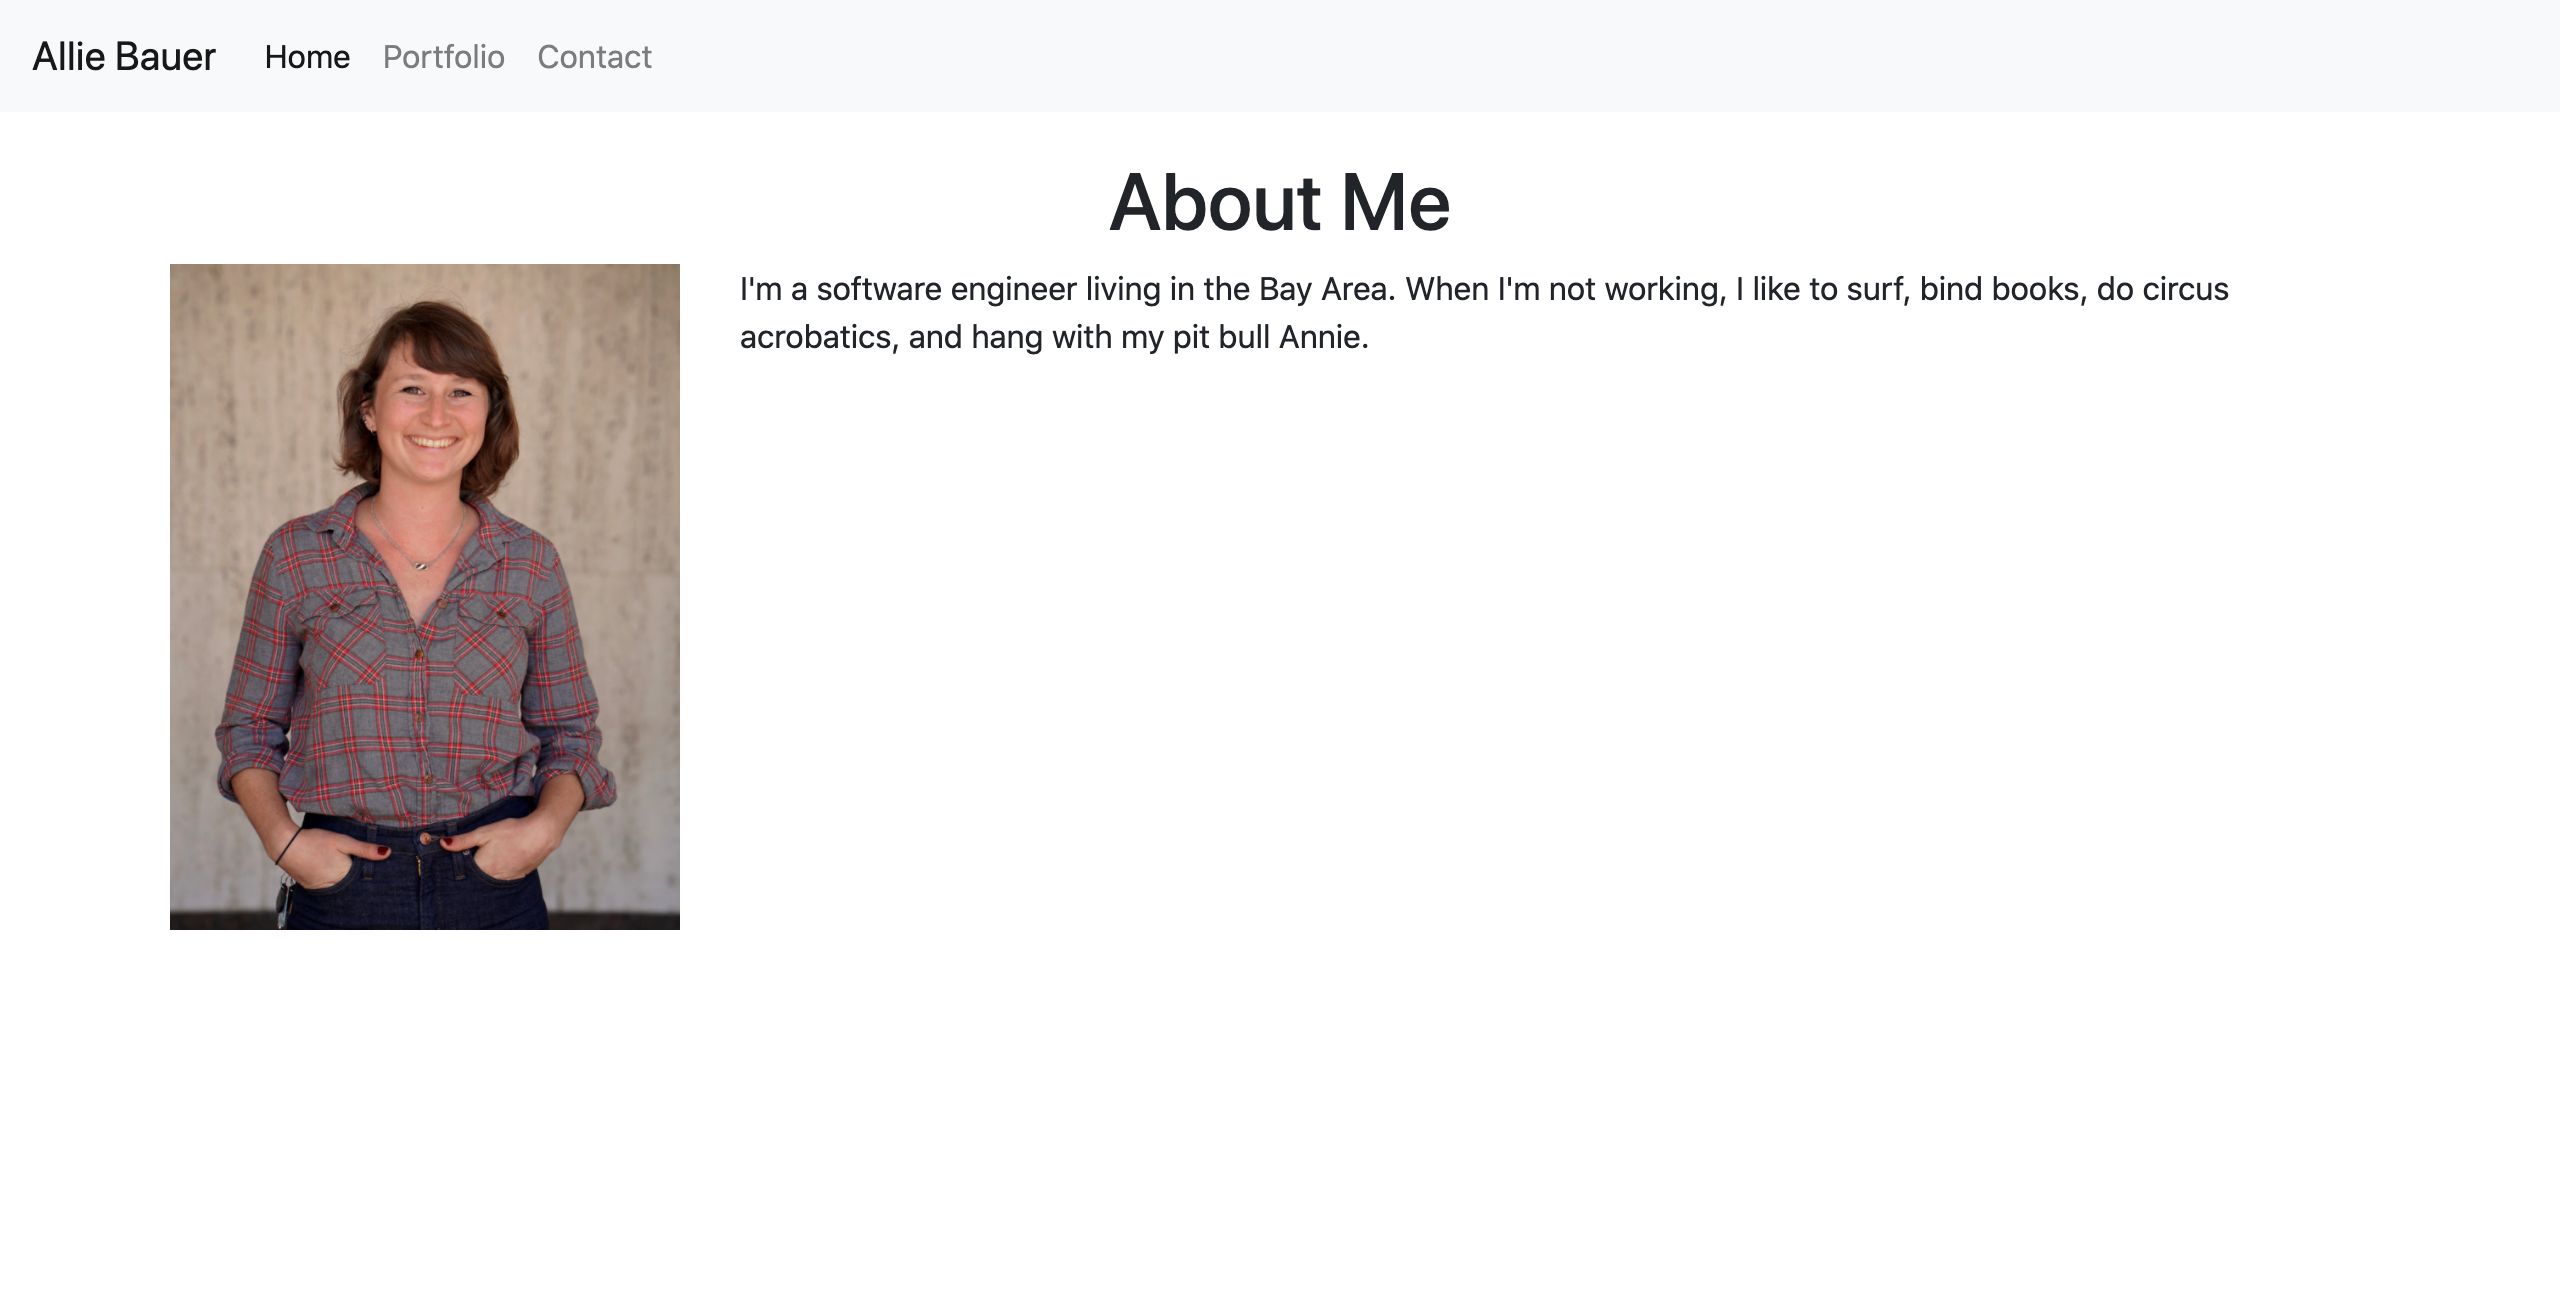 Allie Bauer Home Portfolio Contact
About Me
I'm a software engineer living in the Bay Area. When I'm not working, I like to surf, bind books, do circus
acrobatics, and hang with my pit bull Annie.